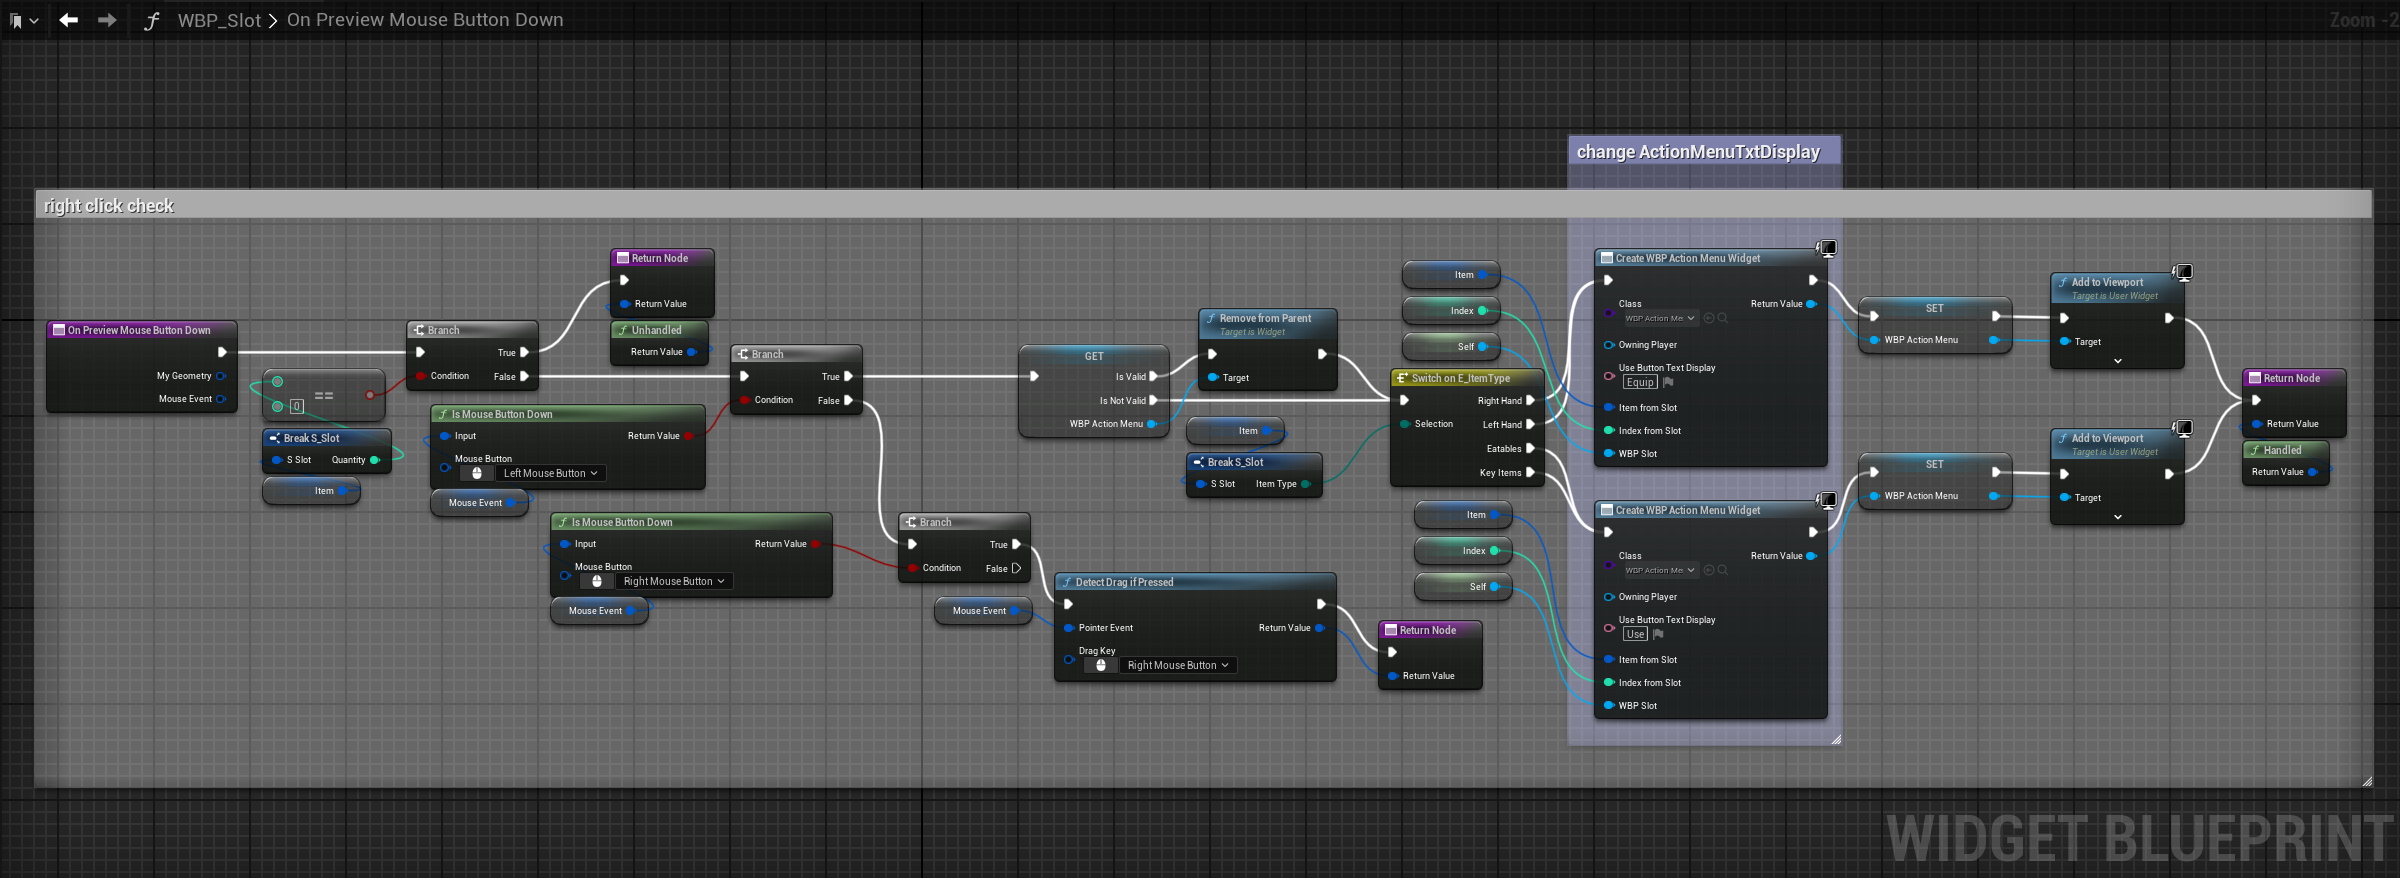 WBP_Slot > On Preview Mouse Button Down
Zoom -2
change ActionMenuTxtDisplay
right click check
On Preview Mouse Button Down
My Geometry
Mouse Event
==
0
Break S_Slot
S Slot
Quantity
Item
Branch
Condition
True
False
Return Node
Return Value
Unhandled
Return Value
Is Mouse Button Down
Input
Return Value
Mouse Button
Left Mouse Button
Mouse Event
Branch
Condition
True
False
Is Mouse Button Down
Input
Return Value
Mouse Button
Right Mouse Button
Mouse Event
Branch
Condition
True
False
Mouse Event
Detect Drag if Pressed
Pointer Event
Return Value
Drag Key
Right Mouse Button
Return Node
Return Value
GET
Is Valid
Is Not Valid
WBP Action Menu
Remove from Parent
Target is Widget
Target
Item
Break S_Slot
S Slot
Item Type
Switch on E_ItemType
Selection
Right Hand
Left Hand
Eatables
Key Items
Item
Index
Self
Create WBP Action Menu Widget
Class
Return Value
WBP Action Me
Owning Player
Use Button Text Display
Equip
Item from Slot
Index from Slot
WBP Slot
Item
Index
Self
Create WBP Action Menu Widget
Class
Return Value
WBP Action Me
Owning Player
Use Button Text Display
Use
Item from Slot
Index from Slot
WBP Slot
SET
WBP Action Menu
Add to Viewport
Target is User Widget
Target
SET
WBP Action Menu
Add to Viewport
Target is User Widget
Target
Return Node
Return Value
Handled
Return Value
WIDGET BLUEPRINT